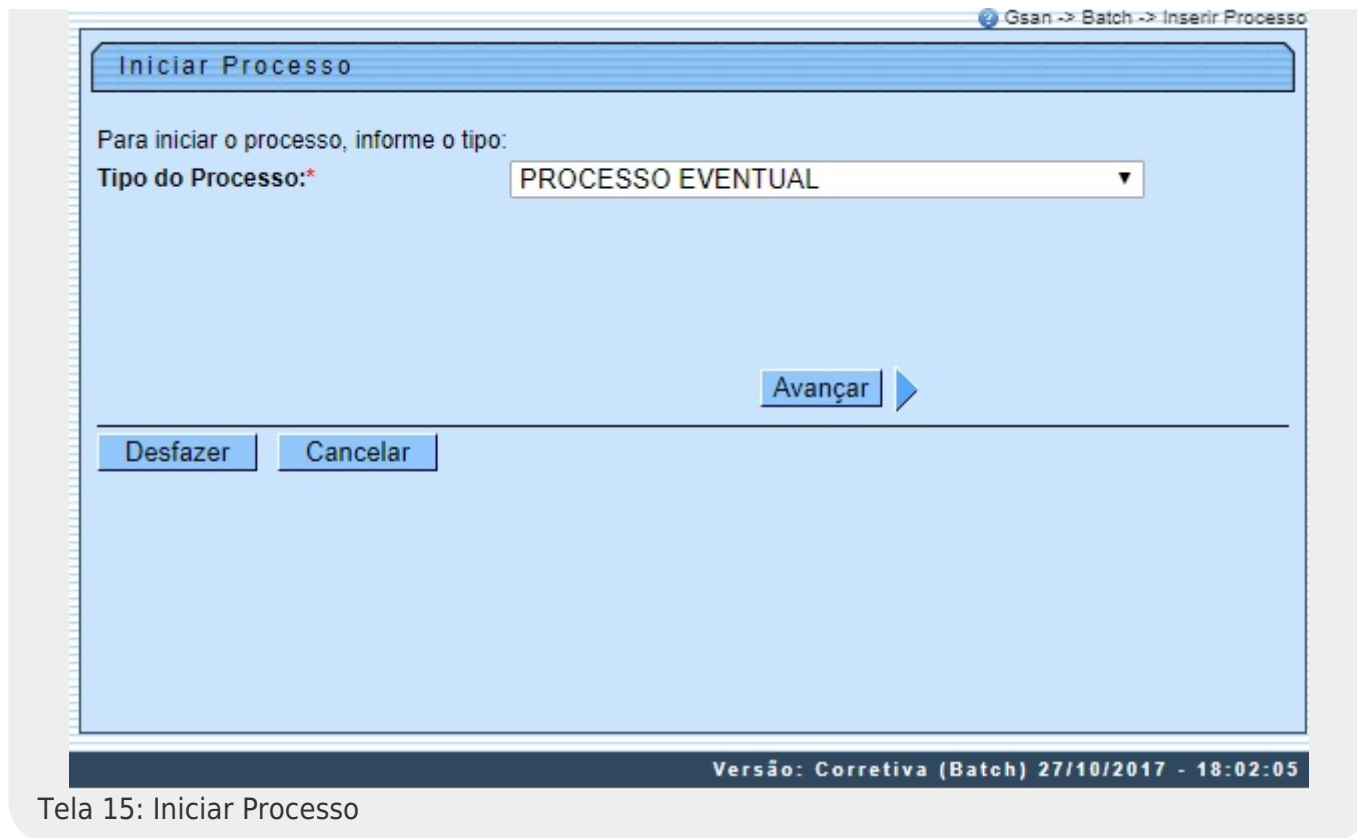 Gsan -> Batch -> Inserir Processo
Iniciar Processo
Para iniciar o processo, informe o tipo:
Tipo do Processo:* PROCESSO EVENTUAL
Avançar
Desfazer Cancelar
Versão: Corretiva (Batch) 27/10/2017 - 18:02:05
Tela 15: Iniciar Processo